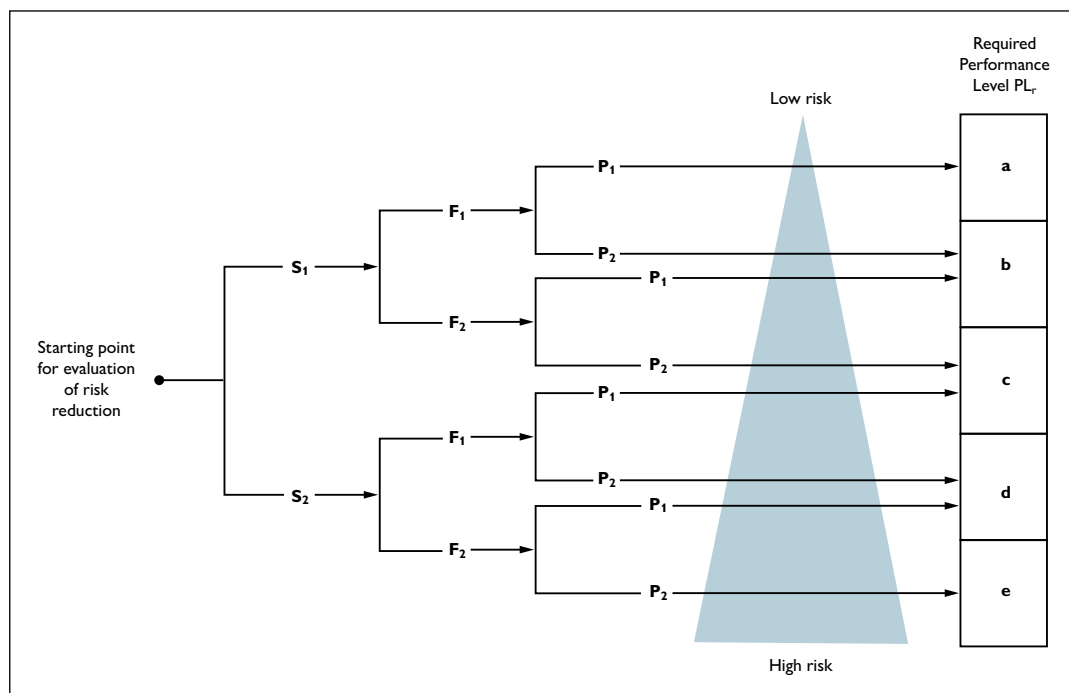 Required
Performance
Level PLr
Low risk
P1
a
F1
P2
b
S1
P1
F2
Starting point
for evaluation
of risk
reduction
P2
c
P1
F1
P2
d
S2
P1
F2
P2
e
High risk